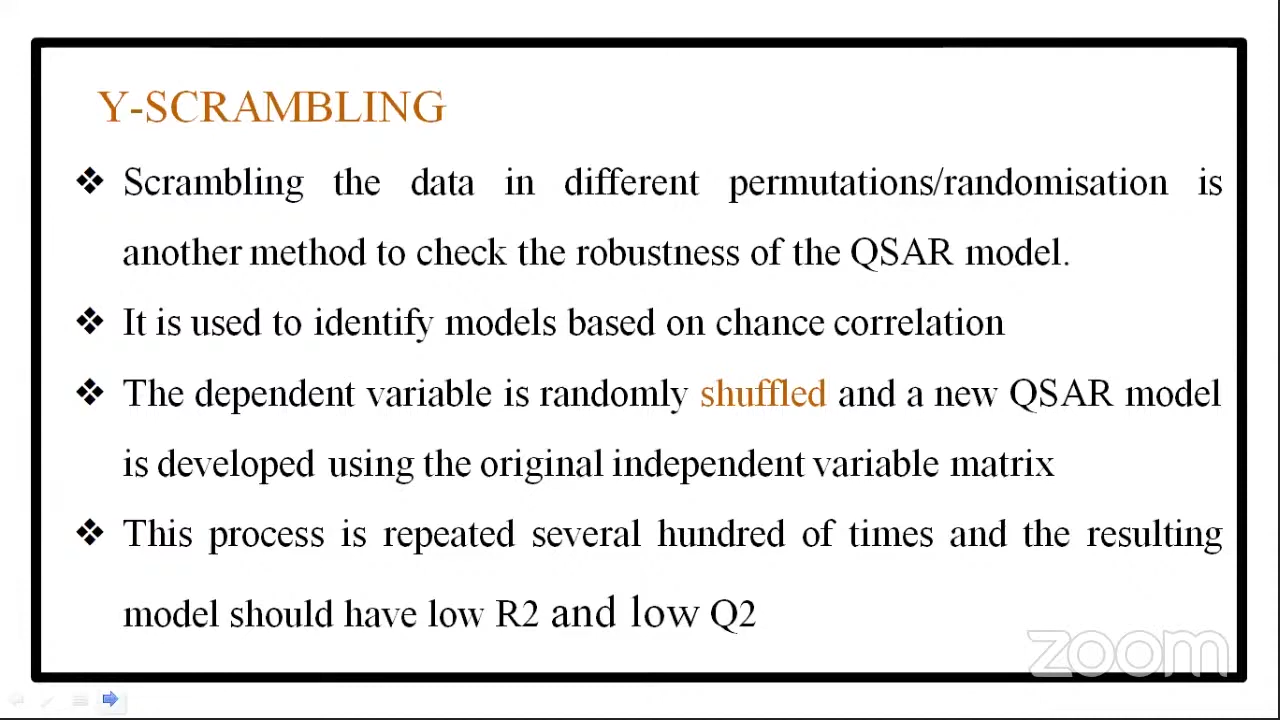 Y-SCRAMBLING
❖ Scrambling the data in different permutations/randomisation is
another method to check the robustness of the QSAR model.
❖ It is used to identify models based on chance correlation
❖ The dependent variable is randomly shuffled and a new QSAR model
is developed using the original independent variable matrix
❖ This process is repeated several hundred of times and the resulting
model should have low R2 and low Q2
zoom